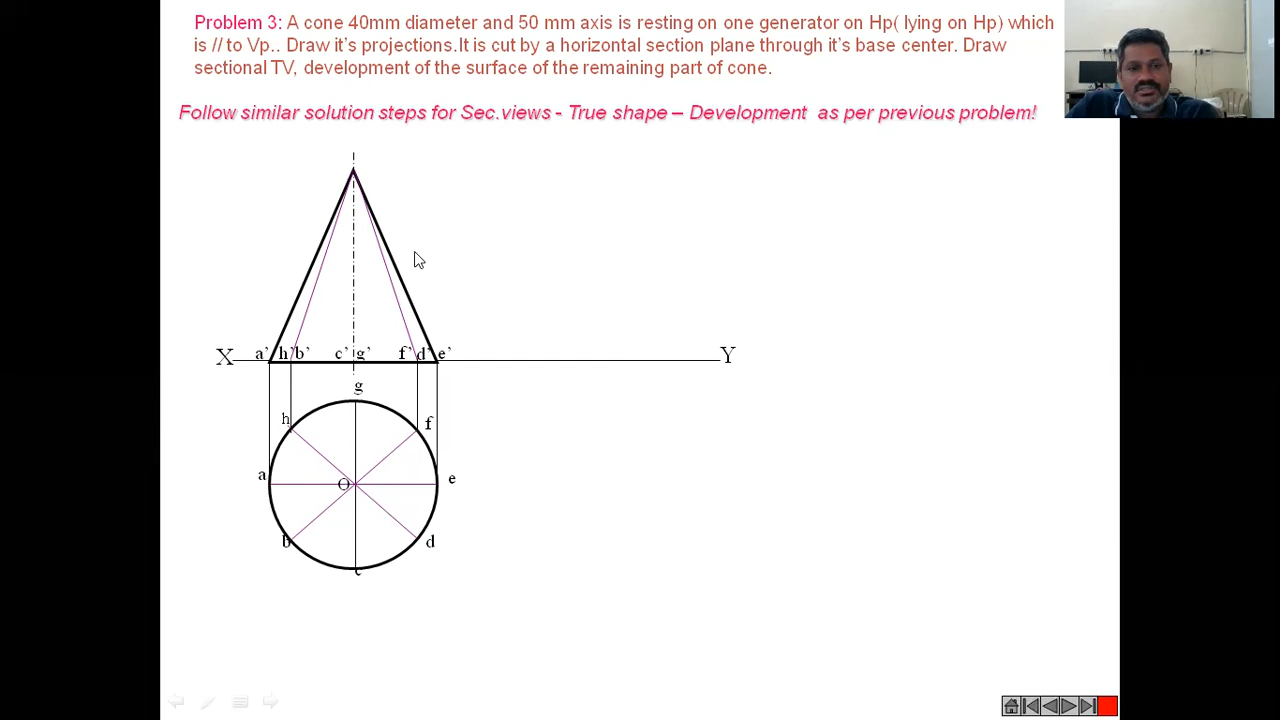 Problem 3: A cone 40mm diameter and 50 mm axis is resting on one generator on Hp( lying on Hp) which
is // to Vp.. Draw it’s projections.It is cut by a horizontal section plane through it’s base center. Draw
sectional TV, development of the surface of the remaining part of cone.
Follow similar solution steps for Sec.views - True shape – Development as per previous problem!
X a’ h’ b’ c’ g’ f’ d’ e’ Y
g
h f
a O e
b d
c